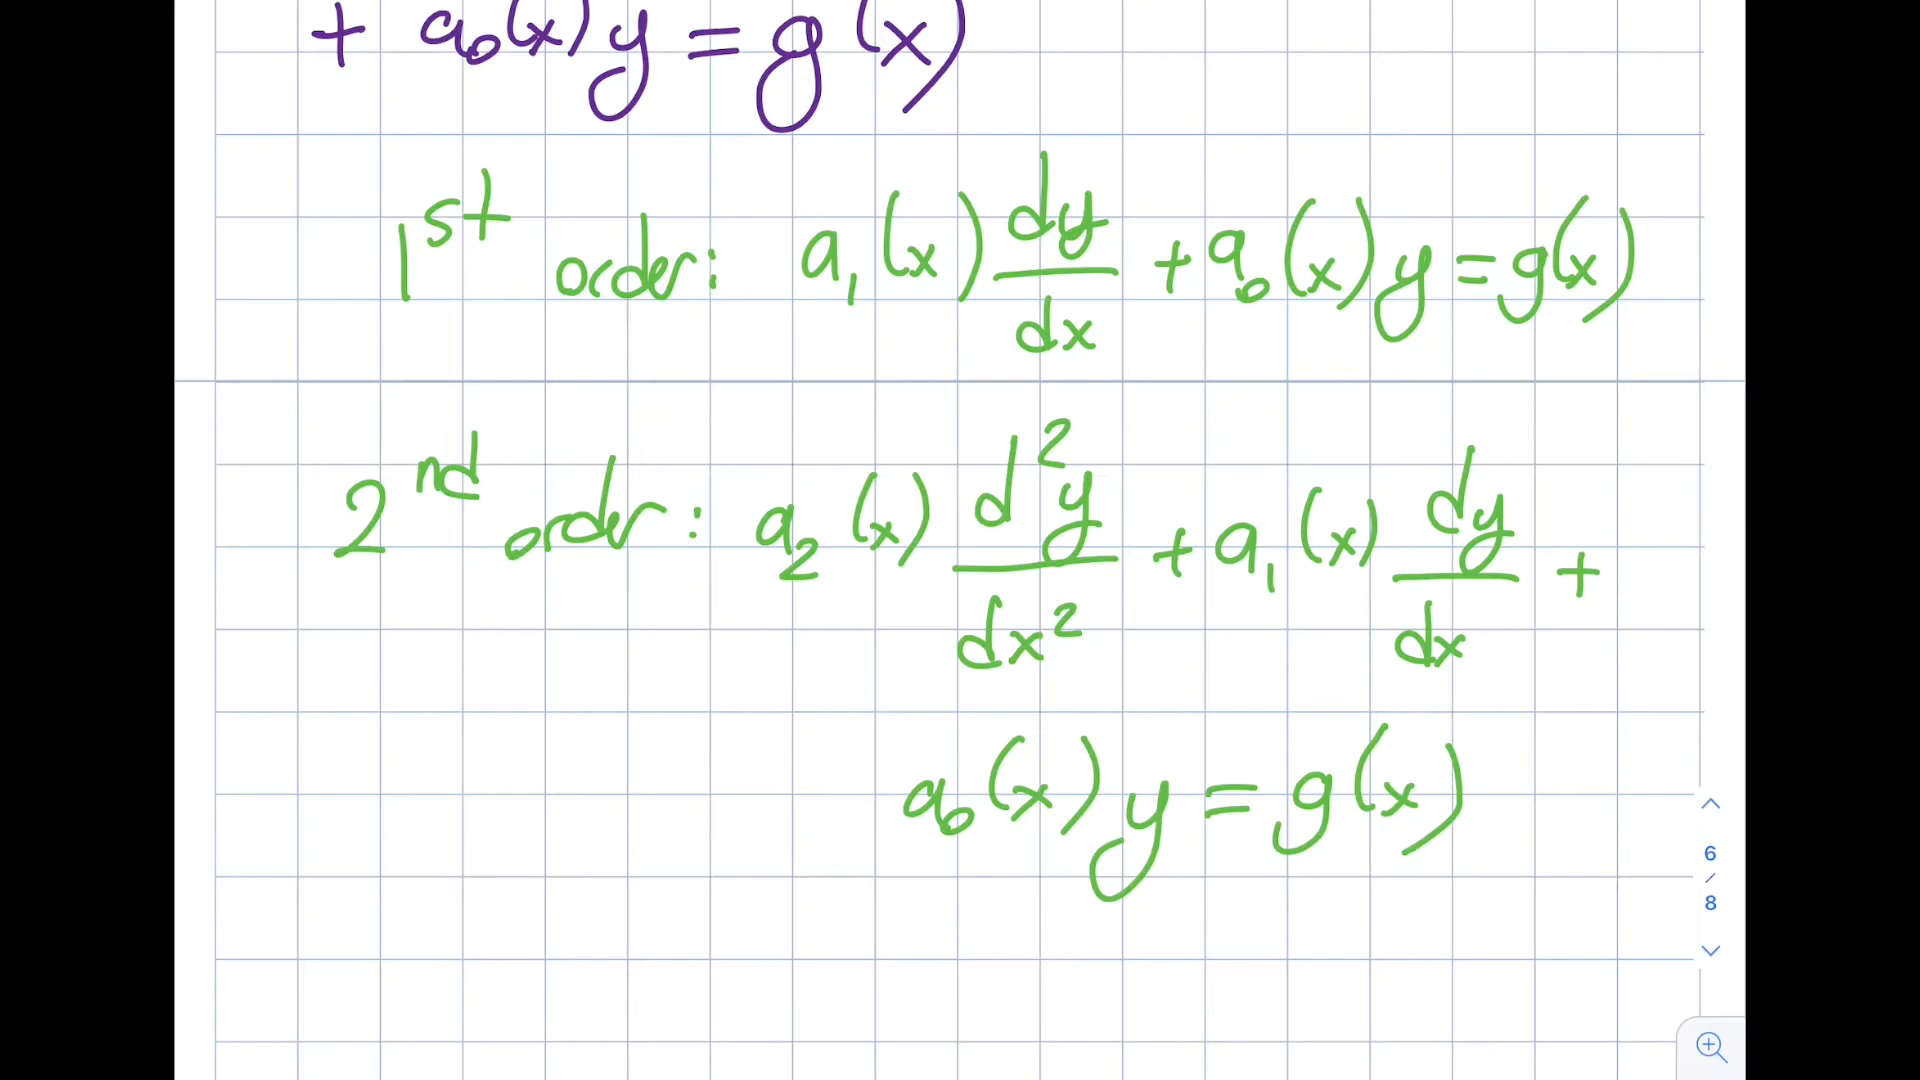 + a₀(x)y = g(x)
1ˢᵗ order: a₁(x) dy/dx + a₀(x)y = g(x)
2ⁿᵈ order: a₂(x) d²y/dx² + a₁(x) dy/dx +
a₀(x)y = g(x)
6
/
8